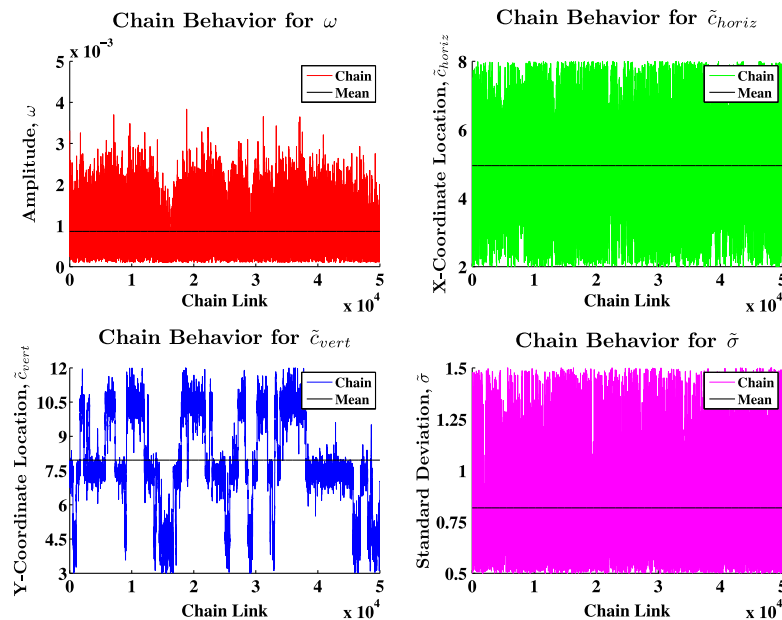 Chain Behavior for ω
x 10⁻³
5
4
3
2
1
0
Amplitude, ω
Chain
Mean
0 1 2 3 4 5
Chain Link
x 10⁴
Chain Behavior for c̃horiz
8
6
4
2
X-Coordinate Location, c̃horiz
Chain
Mean
0 1 2 3 4 5
Chain Link
x 10⁴
Chain Behavior for c̃vert
12
10.5
9
7.5
6
4.5
3
Y-Coordinate Location, c̃vert
Chain
Mean
0 1 2 3 4 5
Chain Link
x 10⁴
Chain Behavior for σ̃
1.5
1.25
1
0.75
0.5
Standard Deviation, σ̃
Chain
Mean
0 1 2 3 4 5
Chain Link
x 10⁴